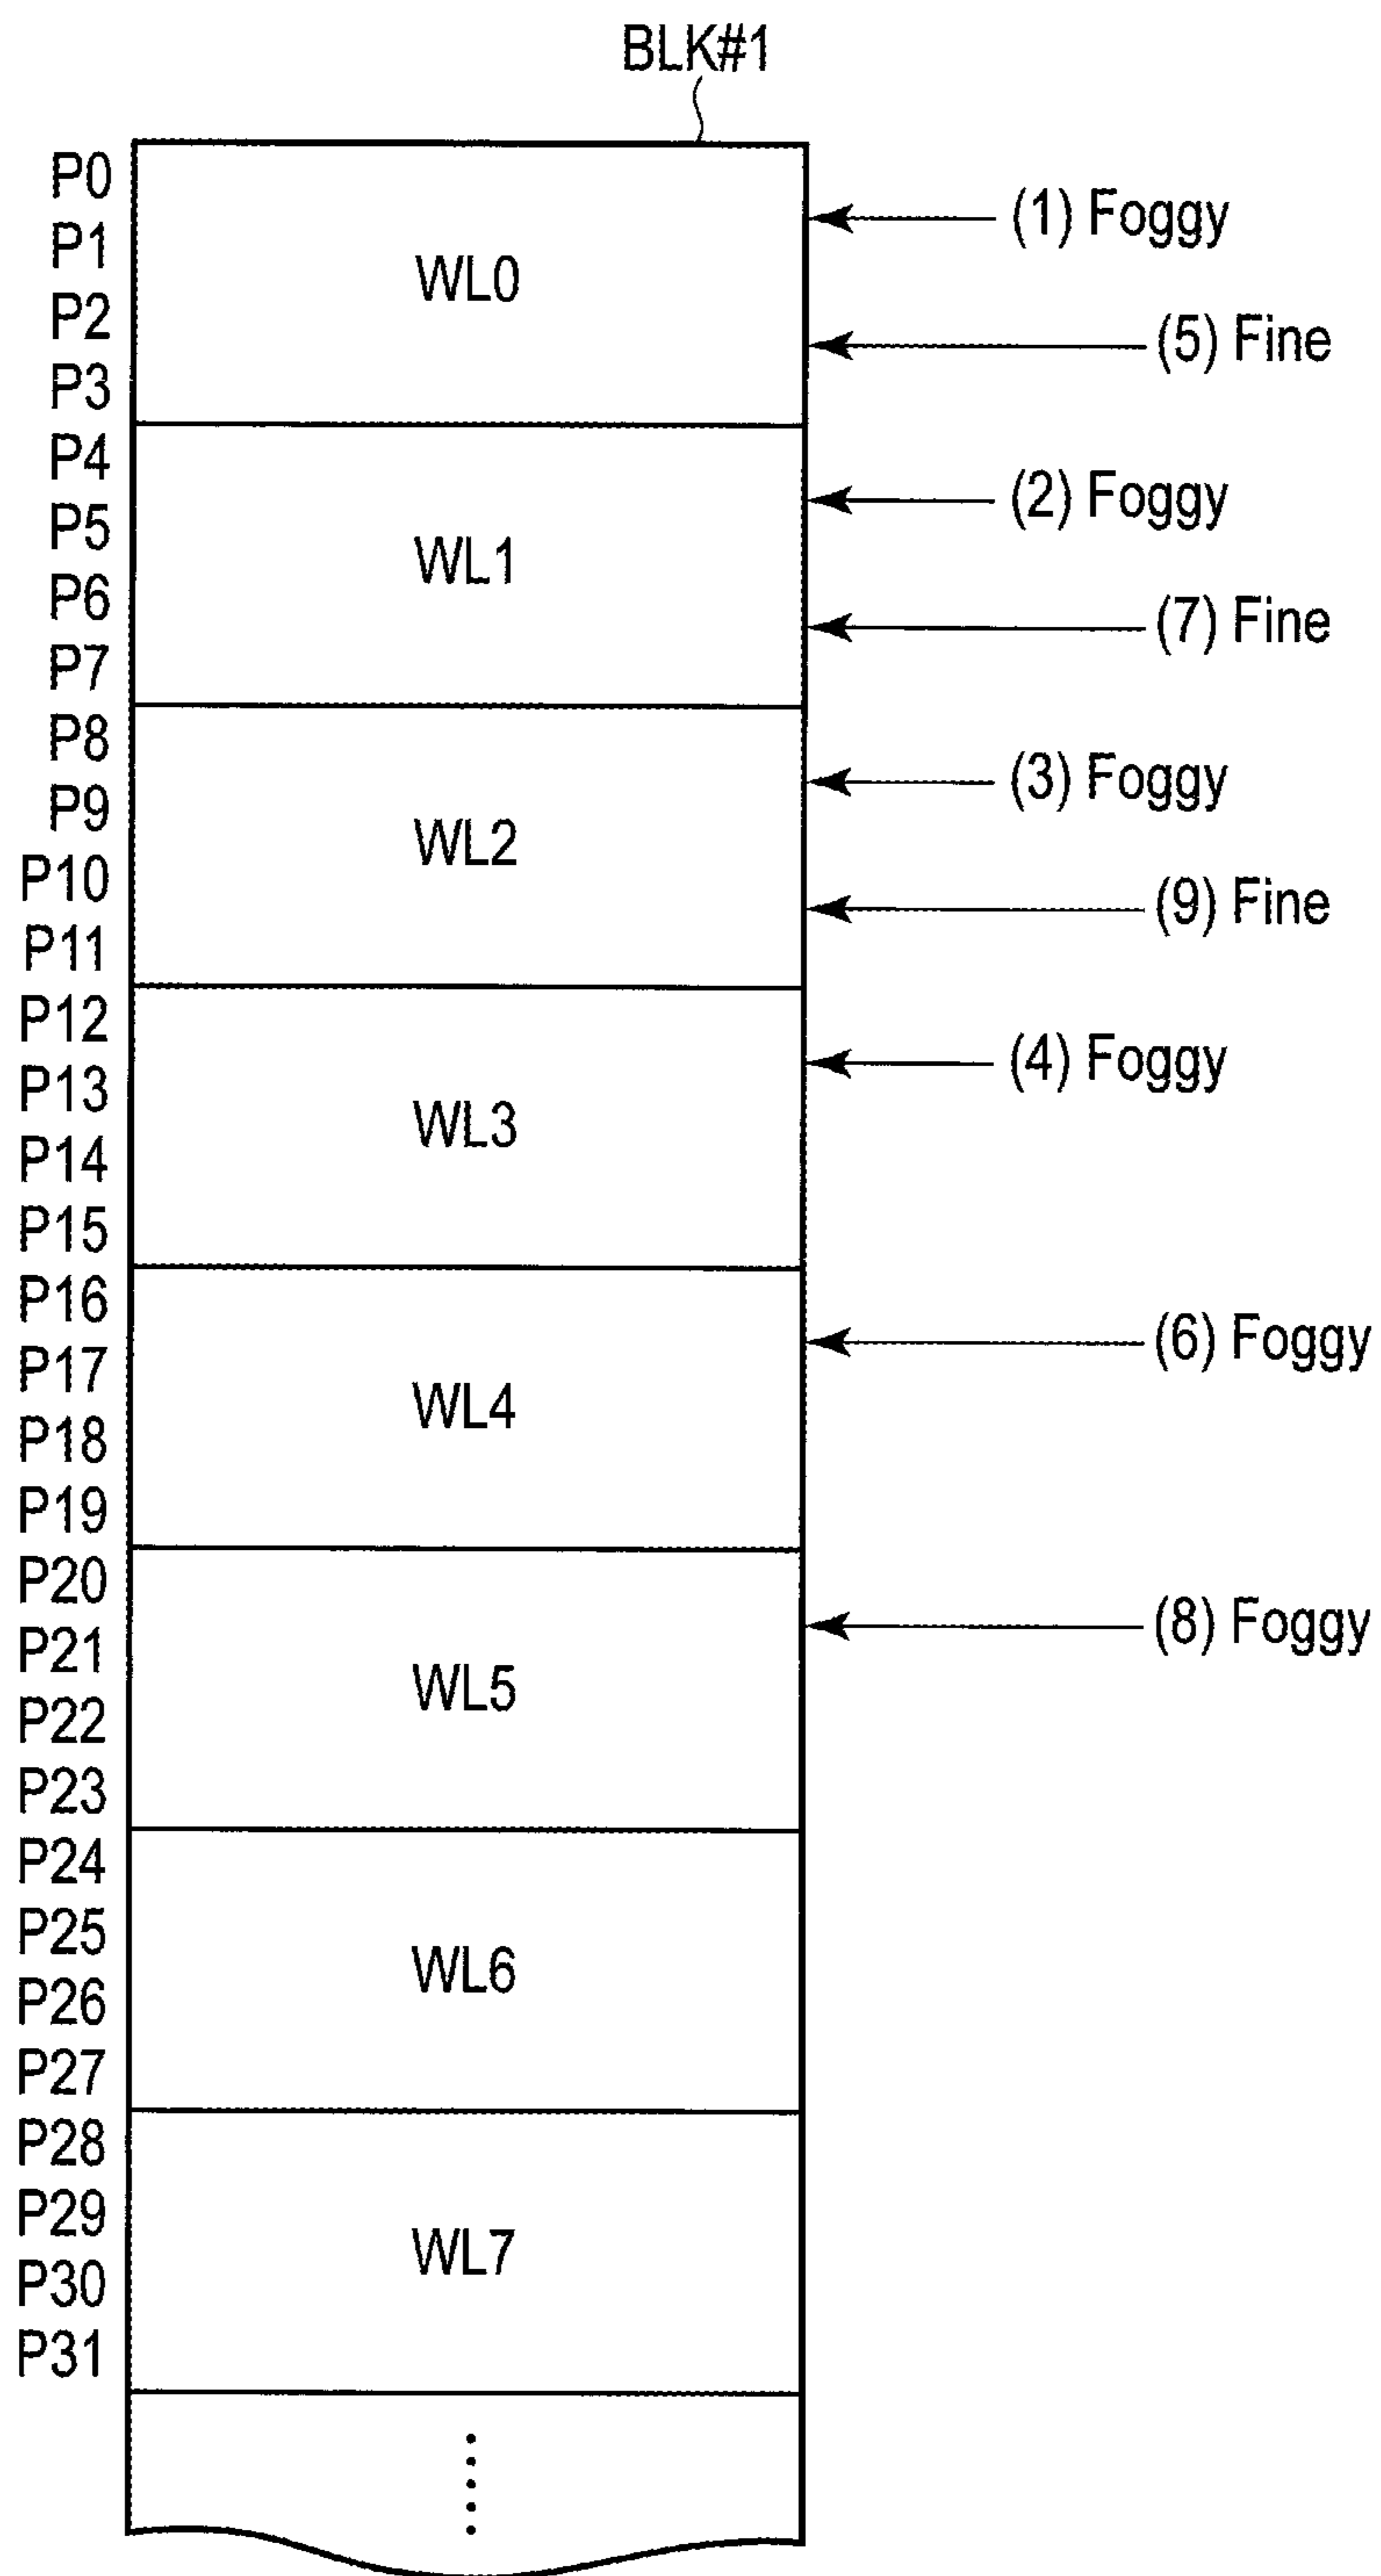 BLK#1
P0
P1 (1) Foggy
WL0
P2 (5) Fine
P3
P4
P5 (2) Foggy
WL1
P6 (7) Fine
P7
P8
P9 (3) Foggy
WL2
P10 (9) Fine
P11
P12
P13 (4) Foggy
WL3
P14
P15
P16
P17 (6) Foggy
WL4
P18
P19
P20
P21 (8) Foggy
WL5
P22
P23
P24
P25
WL6
P26
P27
P28
P29
WL7
P30
P31